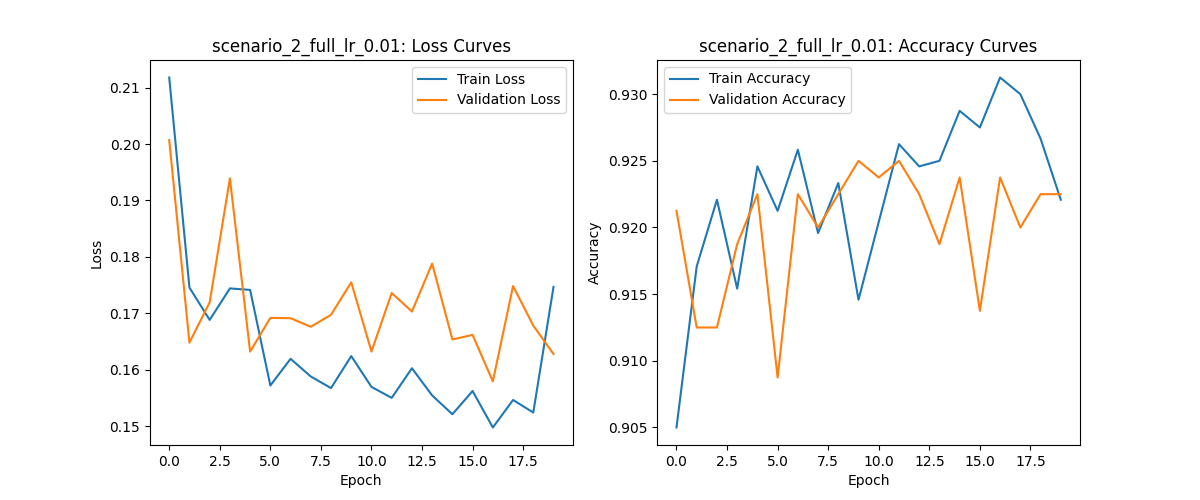 scenario_2_full_lr_0.01: Loss Curves
Train Loss
Validation Loss
0.21
0.20
0.19
0.18
0.17
0.16
0.15
Loss
0.0 2.5 5.0 7.5 10.0 12.5 15.0 17.5
Epoch
scenario_2_full_lr_0.01: Accuracy Curves
Train Accuracy
Validation Accuracy
0.930
0.925
0.920
0.915
0.910
0.905
Accuracy
0.0 2.5 5.0 7.5 10.0 12.5 15.0 17.5
Epoch